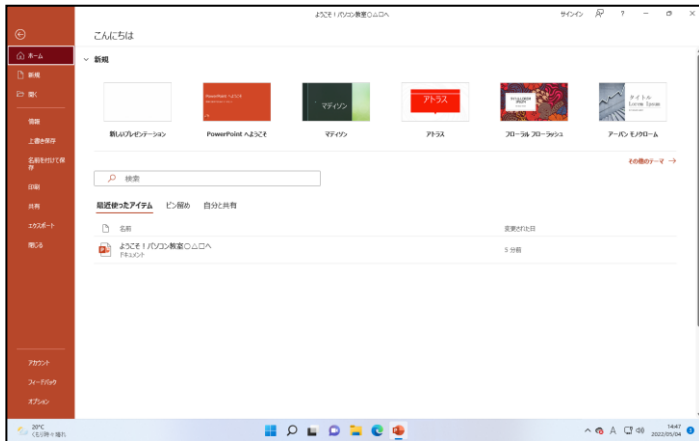 ようこそ！パソコン教室〇△□へ
サインイン
?
こんにちは
ホーム
新規
開く
情報
上書き保存
名前を付けて保
存
印刷
共有
エクスポート
閉じる
アカウント
フィードバック
オプション
新規
新しいプレゼンテーション
PowerPoint へようこそ
PowerPoint へようこそ
マディソン
マディソン
アトラス
アトラス
フローラル フローラッシュ
タイトル
Lorem Ipsum
アーバン モノクローム
その他のテーマ →
検索
最近使ったアイテム
ピン留め
自分と共有
名前
変更された日
ようこそ！パソコン教室〇△□へ
ドキュメント
5 分前
20°C
くもり時々晴れ
A
14:47
2022/05/04